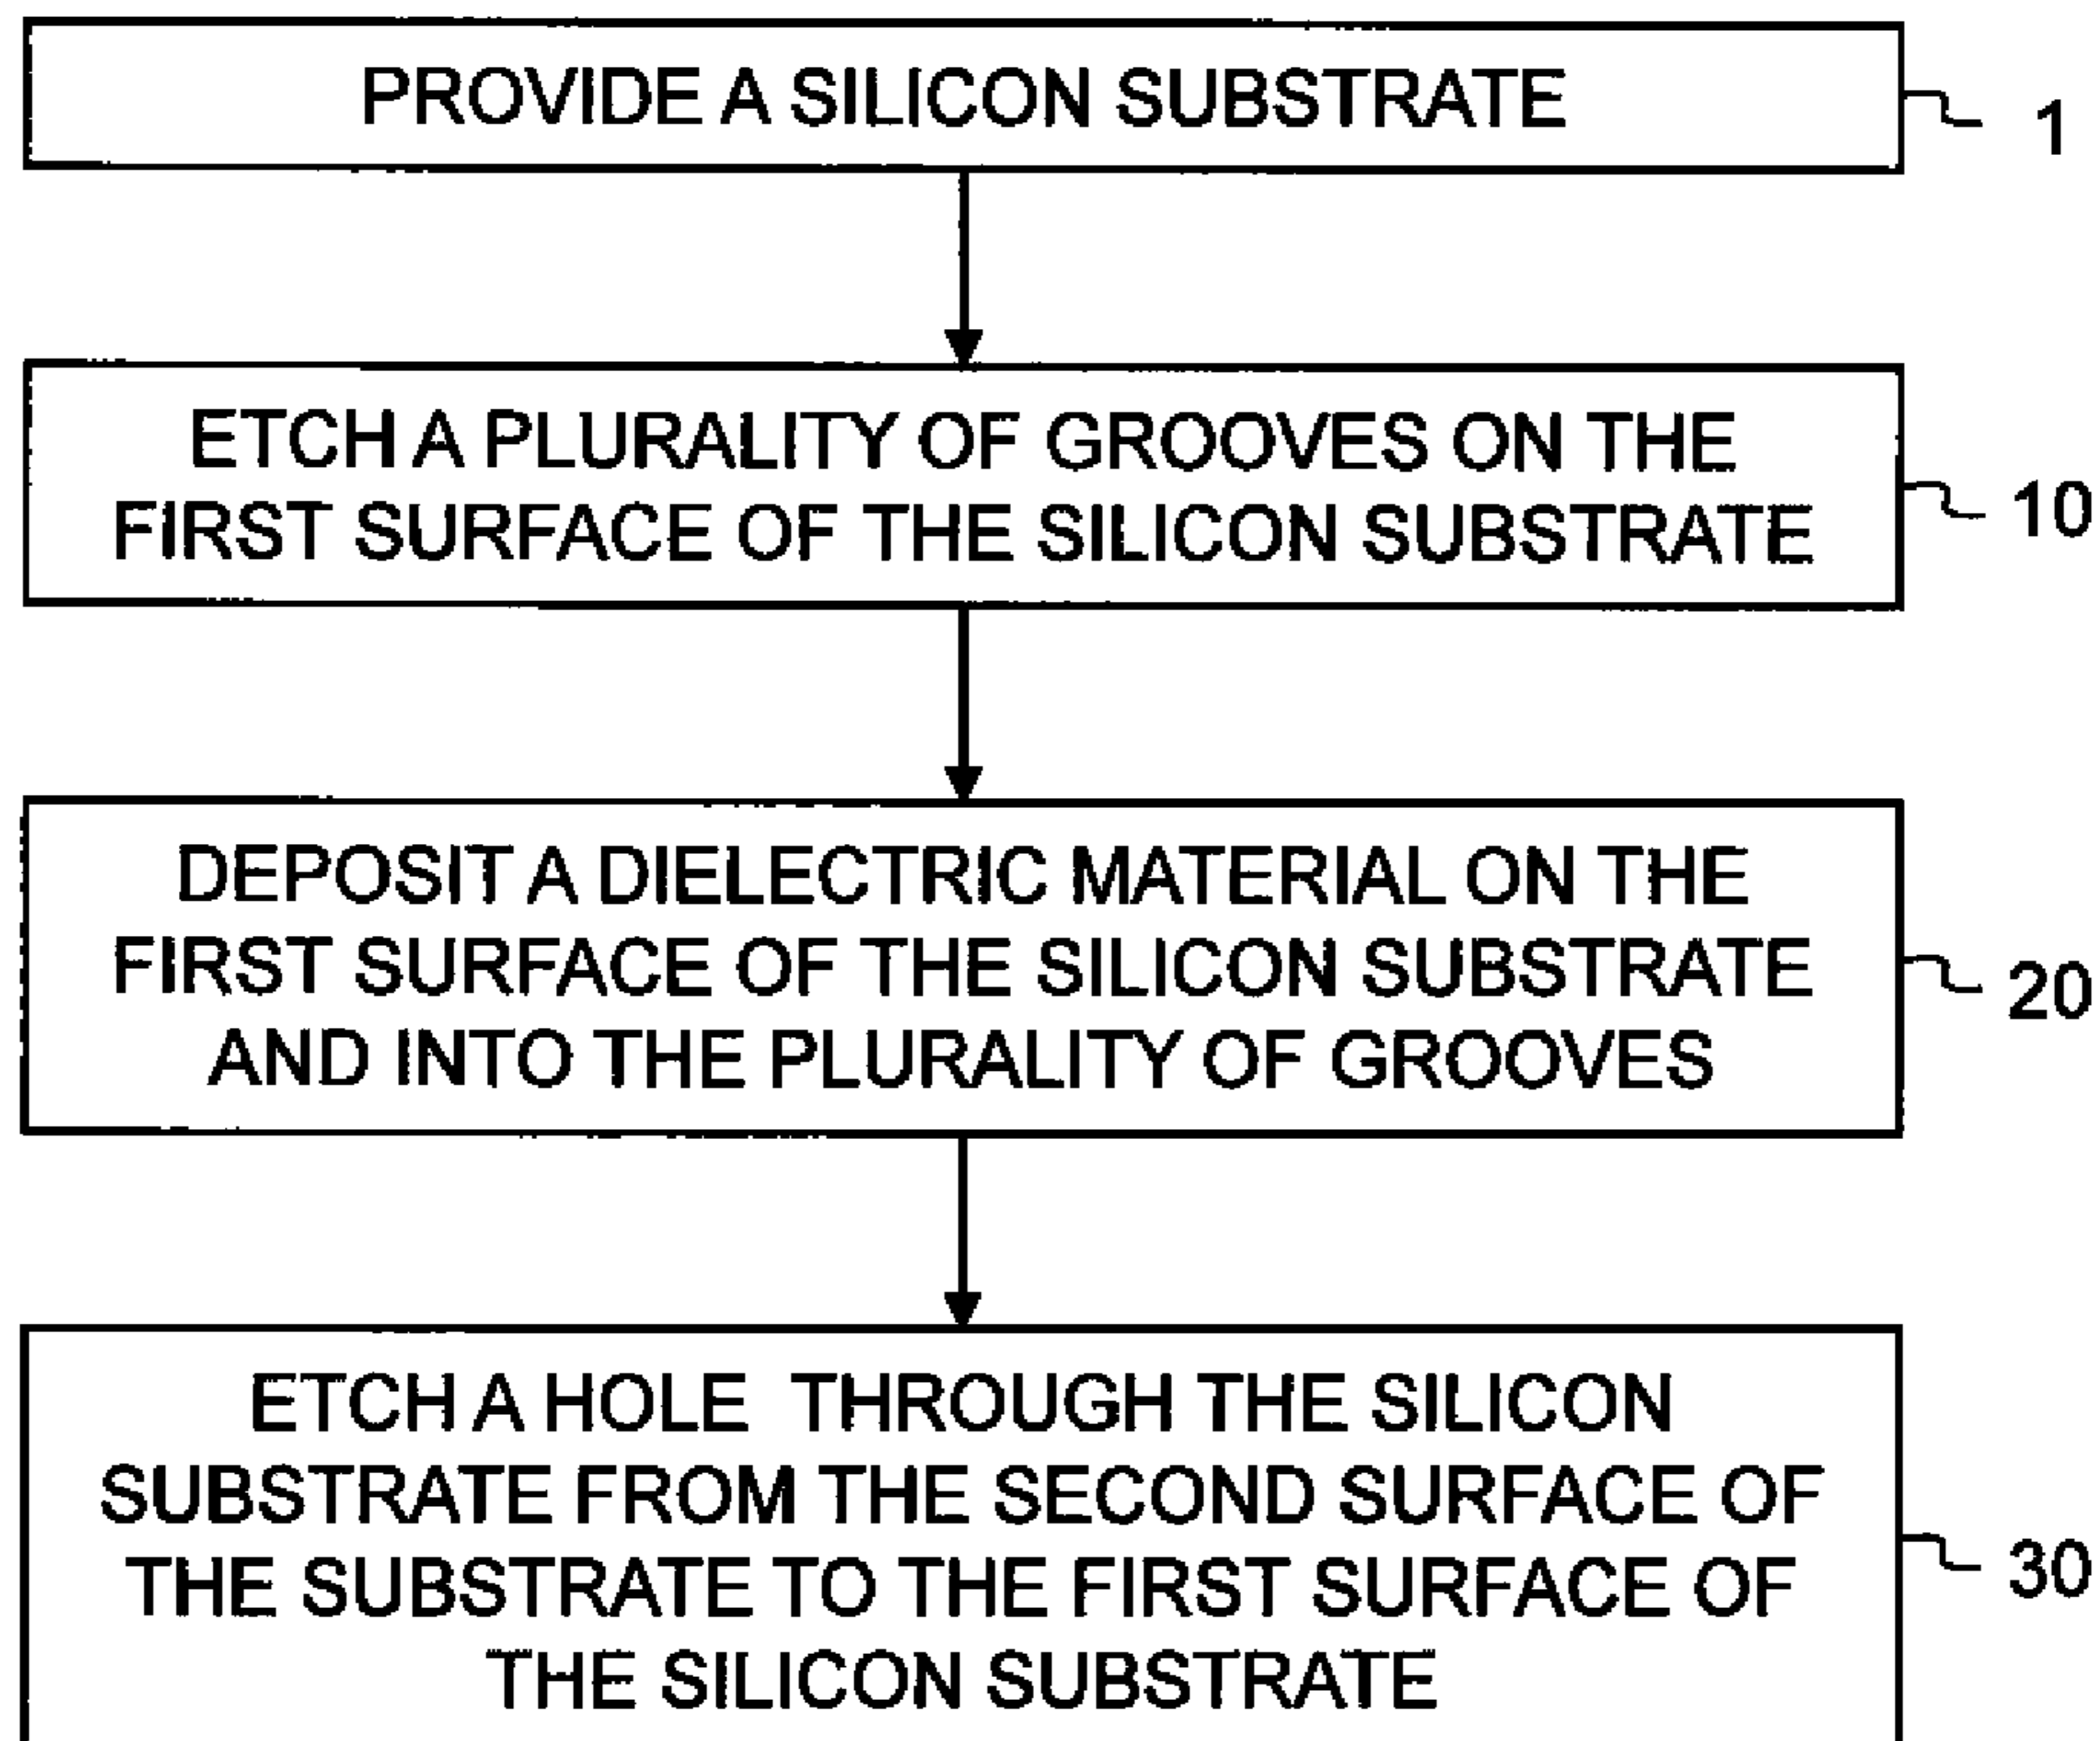 PROVIDE A SILICON SUBSTRATE
1
ETCH A PLURALITY OF GROOVES ON THE
FIRST SURFACE OF THE SILICON SUBSTRATE
10
DEPOSIT A DIELECTRIC MATERIAL ON THE
FIRST SURFACE OF THE SILICON SUBSTRATE
AND INTO THE PLURALITY OF GROOVES
20
ETCH A HOLE THROUGH THE SILICON
SUBSTRATE FROM THE SECOND SURFACE OF
THE SUBSTRATE TO THE FIRST SURFACE OF
THE SILICON SUBSTRATE
30